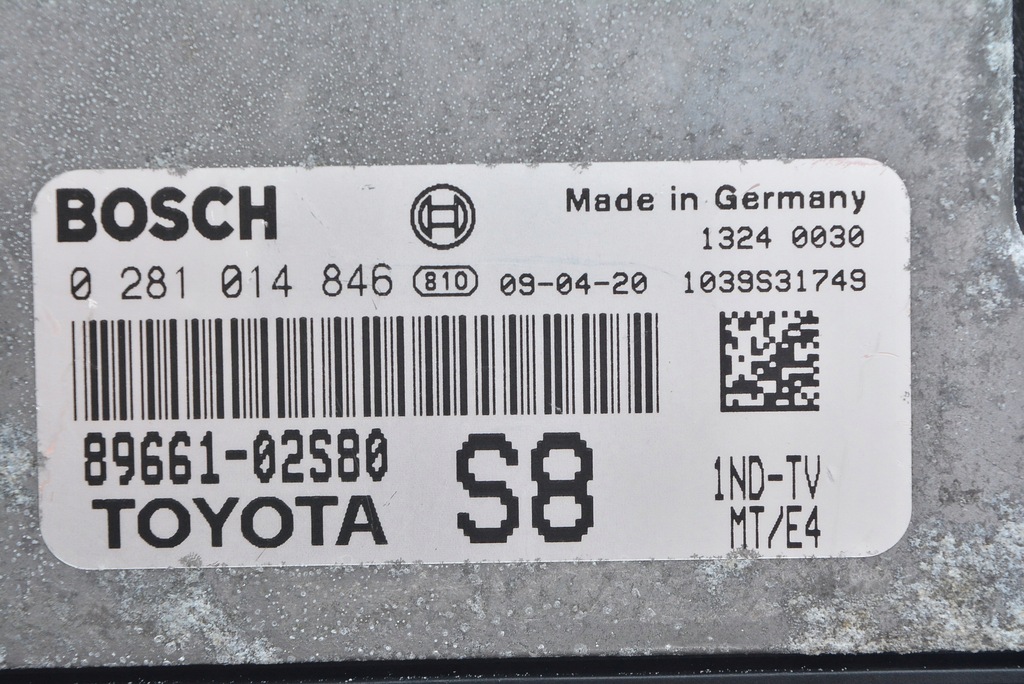 BOSCH
Made in Germany
1324 0030
0 281 014 846 810 09-04-20 1039S31749
89661-02S80
TOYOTA
S8
1ND-TV
MT/E4